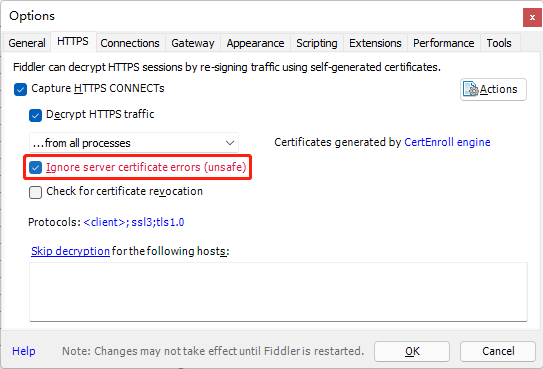 Options
x
General HTTPS Connections Gateway Appearance Scripting Extensions Performance Tools
Fiddler can decrypt HTTPS sessions by re-signing traffic using self-generated certificates.
Capture HTTPS CONNECTs
Actions
Decrypt HTTPS traffic
...from all processes
Certificates generated by CertEnroll engine
Ignore server certificate errors (unsafe)
Check for certificate revocation
Protocols: <client>;ssl3;tls1.0
Skip decryption for the following hosts:
Help Note: Changes may not take effect until Fiddler is restarted. OK Cancel